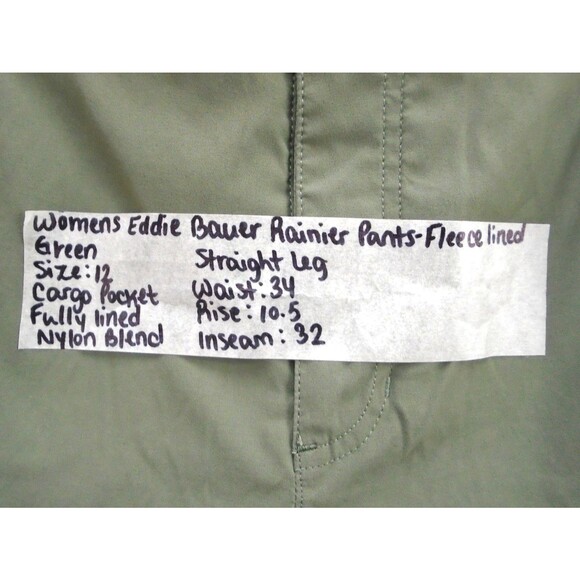 Womens Eddie Bauer Rainier Pants-Fleece lined
Green
Straight Leg
Size: 12
Waist: 34
Cargo Pocket
Rise: 10.5
Fully lined
Inseam: 32
Nylon Blend